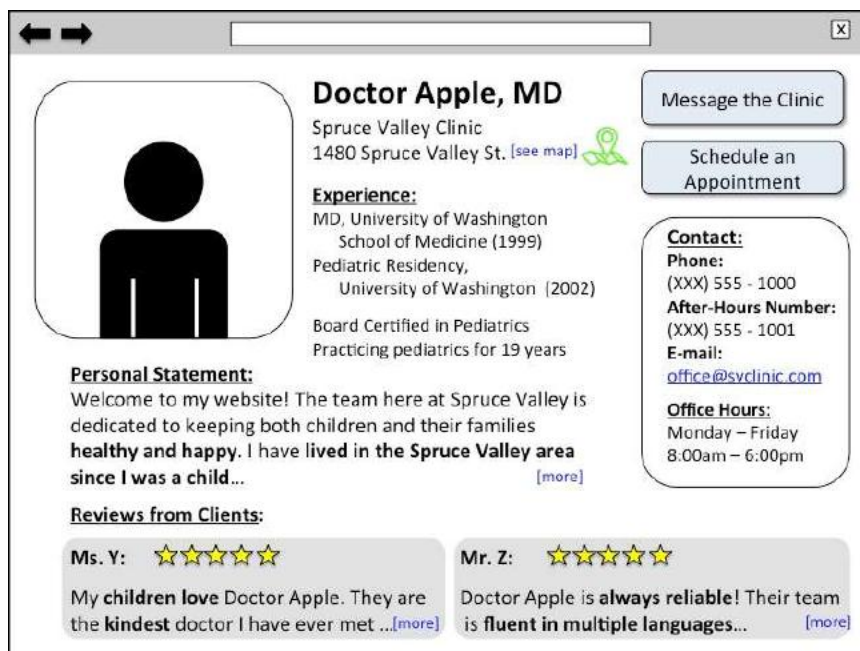 X
Doctor Apple, MD
Spruce Valley Clinic
1480 Spruce Valley St. [see map]
Experience:
MD, University of Washington
School of Medicine (1999)
Pediatric Residency,
University of Washington (2002)
Board Certified in Pediatrics
Practicing pediatrics for 19 years
Message the Clinic
Schedule an
Appointment
Contact:
Phone:
(XXX) 555 - 1000
After-Hours Number:
(XXX) 555 - 1001
E-mail:
office@svclinic.com
Office Hours:
Monday – Friday
8:00am – 6:00pm
Personal Statement:
Welcome to my website! The team here at Spruce Valley is
dedicated to keeping both children and their families
healthy and happy. I have lived in the Spruce Valley area
since I was a child... [more]
Reviews from Clients:
Ms. Y:
My children love Doctor Apple. They are
the kindest doctor I have ever met ...[more]
Mr. Z:
Doctor Apple is always reliable! Their team
is fluent in multiple languages... [more]